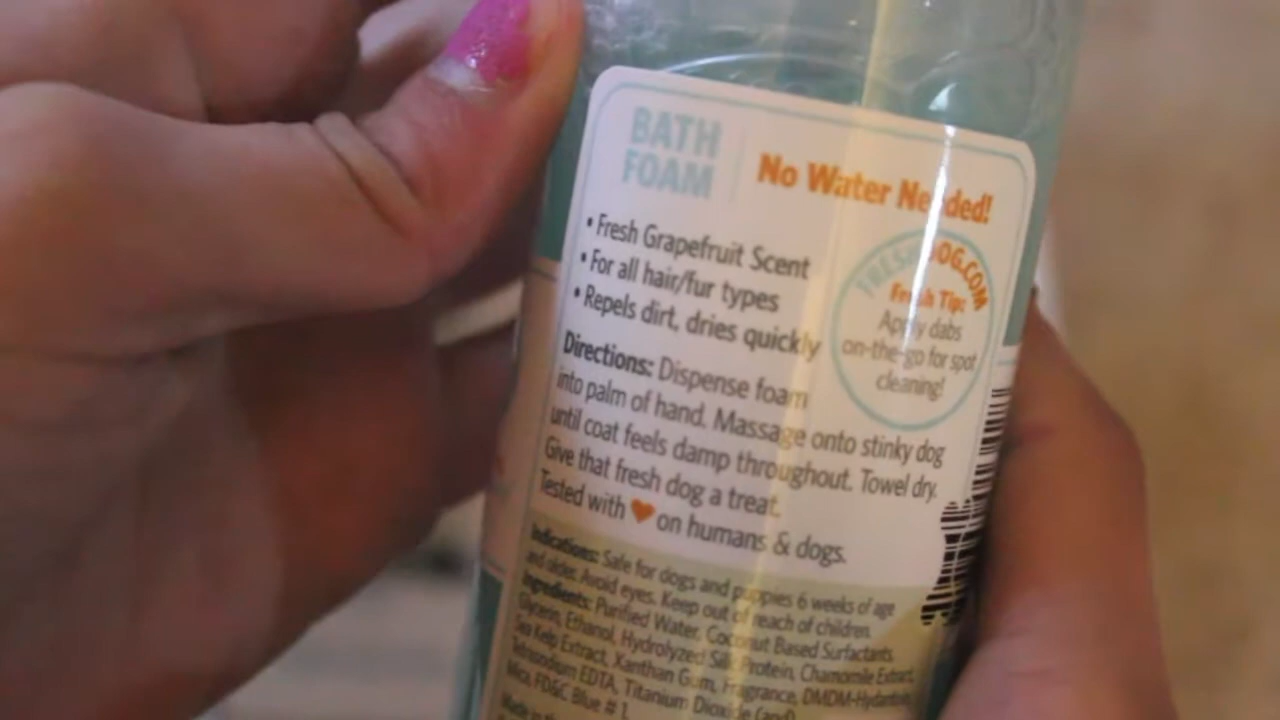 BATH
FOAM
No Water Needed!
• Fresh Grapefruit Scent
• For all hair/fur types
• Repels dirt, dries quickly
FRESHDOG.COM
Fresh Tip:
Apply dabs
on-the-go for spot
cleaning!
Directions: Dispense foam
into palm of hand. Massage onto stinky dog
until coat feels damp throughout. Towel dry.
Give that fresh dog a treat.
Tested with ♥ on humans & dogs.
Indications: Safe for dogs and puppies 6 weeks of age
and older. Avoid eyes. Keep out of reach of children.
Ingredients: Purified Water, Coconut Based Surfactants,
Glycerin, Ethanol, Hydrolyzed Silk Protein, Chamomile Extract,
Sea Kelp Extract, Xanthan Gum, Fragrance, DMDM-Hydantoin,
Tetrasodium EDTA, Titanium Dioxide (and)
Mica, FD&C Blue # 1.
Made in the